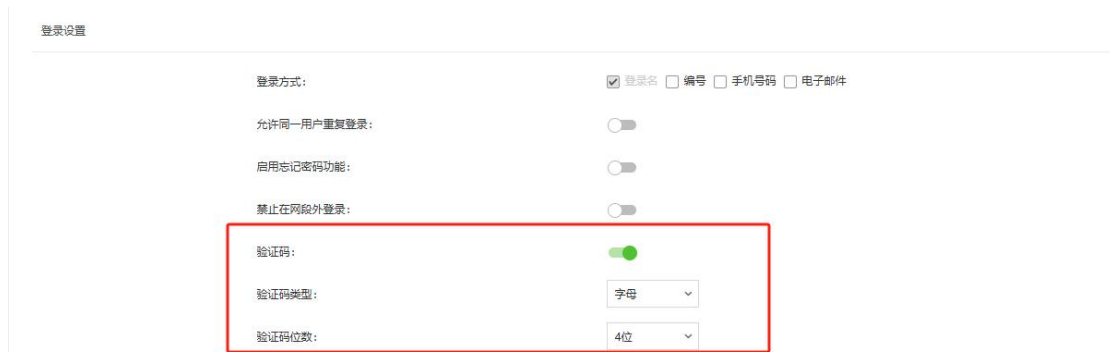 登录设置
登录方式： 登录名 编号 手机号码 电子邮件
允许同一用户重复登录：
启用忘记密码功能：
禁止在网段外登录：
验证码：
验证码类型： 字母
验证码位数： 4位